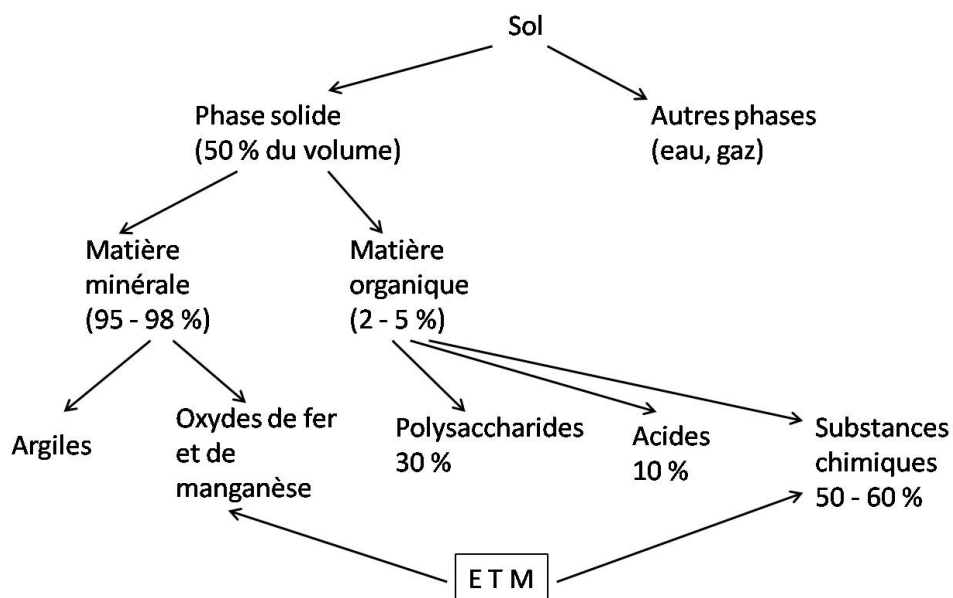 Sol
Phase solide
(50 % du volume)
Autres phases
(eau, gaz)
Matière
minérale
(95 - 98 %)
Matière
organique
(2 - 5 %)
Argiles
Oxydes de fer
et de
manganèse
Polysaccharides
30 %
Acides
10 %
Substances
chimiques
50 - 60 %
E T M